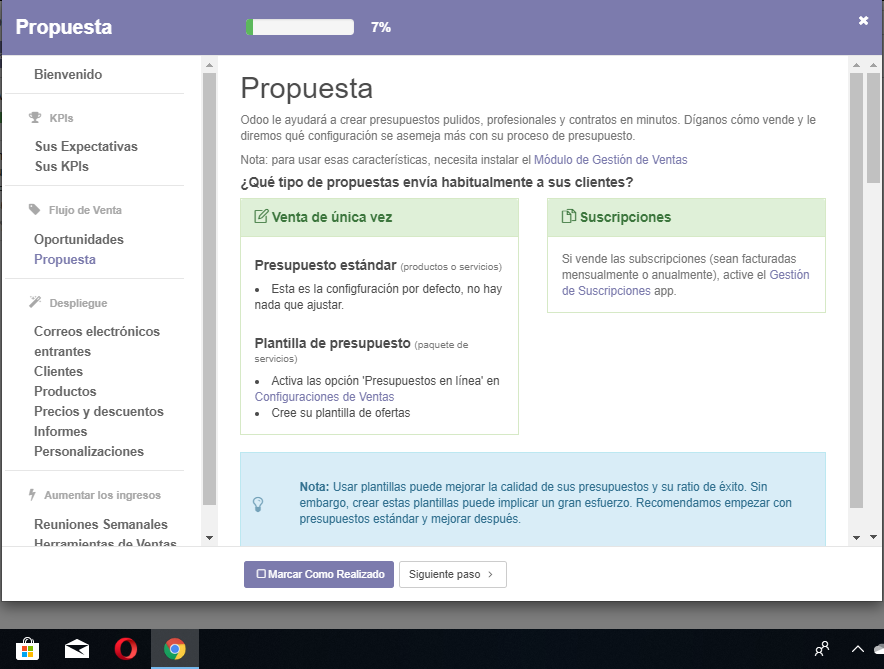 Propuesta
7%
Bienvenido
KPIs
Sus Expectativas
Sus KPIs
Flujo de Venta
Oportunidades
Propuesta
Despliegue
Correos electrónicos
entrantes
Clientes
Productos
Precios y descuentos
Informes
Personalizaciones
Aumentar los ingresos
Reuniones Semanales
Herramientas de Ventas
Propuesta
Odoo le ayudará a crear presupuestos pulidos, profesionales y contratos en minutos. Díganos cómo vende y le
diremos qué configuración se asemeja más con su proceso de presupuesto.
Nota: para usar esas características, necesita instalar el Módulo de Gestión de Ventas
¿Qué tipo de propuestas envía habitualmente a sus clientes?
Venta de única vez
Presupuesto estándar (productos o servicios)
• Esta es la configfuración por defecto, no hay
nada que ajustar.
Plantilla de presupuesto (paquete de
servicios)
• Activa las opción 'Presupuestos en línea' en
Configuraciones de Ventas
• Cree su plantilla de ofertas
Suscripciones
Si vende las subscripciones (sean facturadas
mensualmente o anualmente), active el Gestión
de Suscripciones app.
Nota: Usar plantillas puede mejorar la calidad de sus presupuestos y su ratio de éxito. Sin
embargo, crear estas plantillas puede implicar un gran esfuerzo. Recomendamos empezar con
presupuestos estándar y mejorar después.
Marcar Como Realizado
Siguiente paso